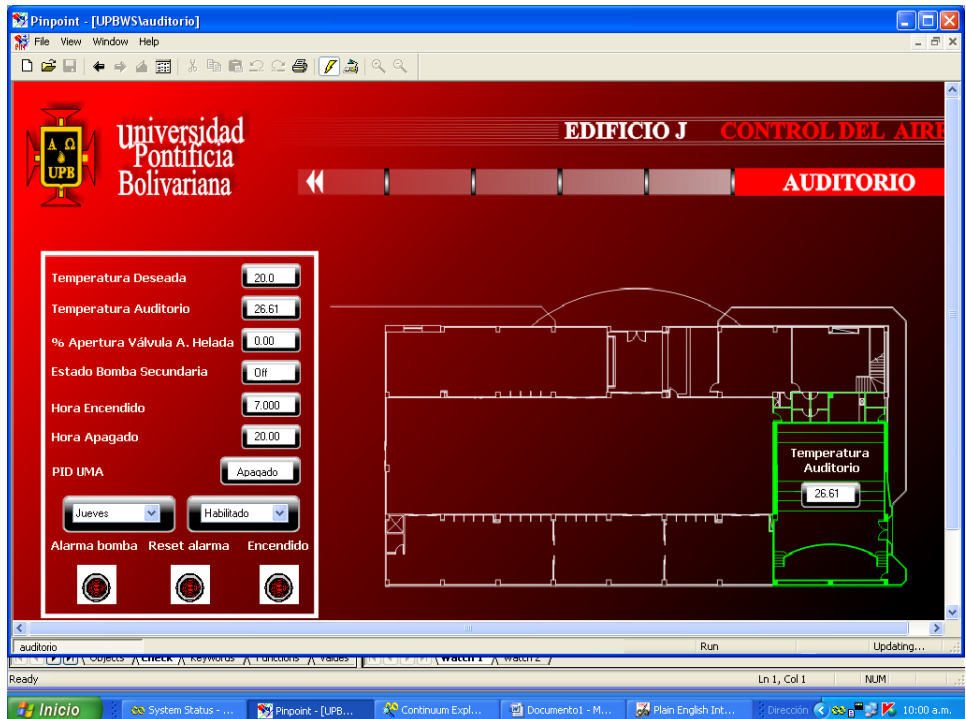 Pinpoint - [UPBWS\auditorio]
File View Window Help
universidad
Pontificia
Bolivariana
A Ω
UPB
EDIFICIO J CONTROL DEL AIRE
AUDITORIO
Temperatura Deseada 20.0
Temperatura Auditorio 26.61
% Apertura Válvula A. Helada 0.00
Estado Bomba Secundaria Off
Hora Encendido 7.000
Hora Apagado 20.00
PID UMA Apagado
Jueves Habilitado
Alarma bomba Reset alarma Encendido
Temperatura
Auditorio
26.61
auditorio Run Updating...
Objects Check Keywords Functions Values Watch 1 Watch 2
Ready Ln 1, Col 1 NUM
Inicio System Status - ... Pinpoint - [UPB... Continuum Expl... Documento1 - M... Plain English Int... Dirección 10:00 a.m.